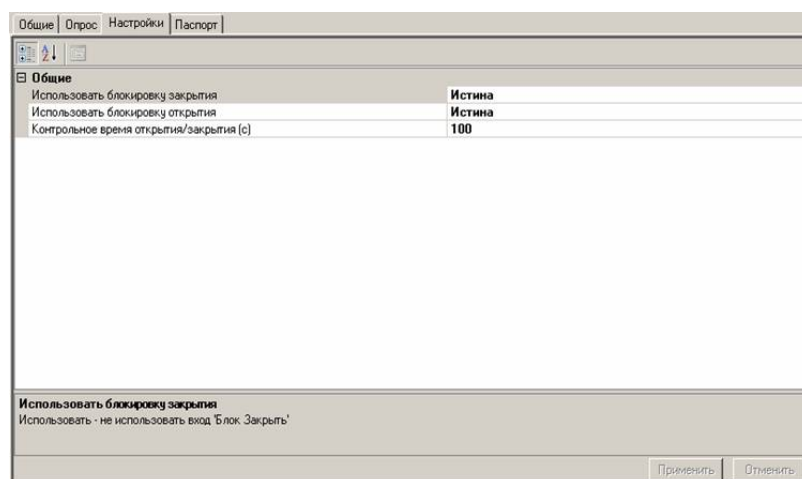 Общие Опрос Настройки Паспорт
Общие
Использовать блокировку закрытия Истина
Использовать блокировку открытия Истина
Контрольное время открытия/закрытия (с) 100
Использовать блокировку закрытия
Использовать - не использовать вход 'Блок Закрыть'
Применить Отменить